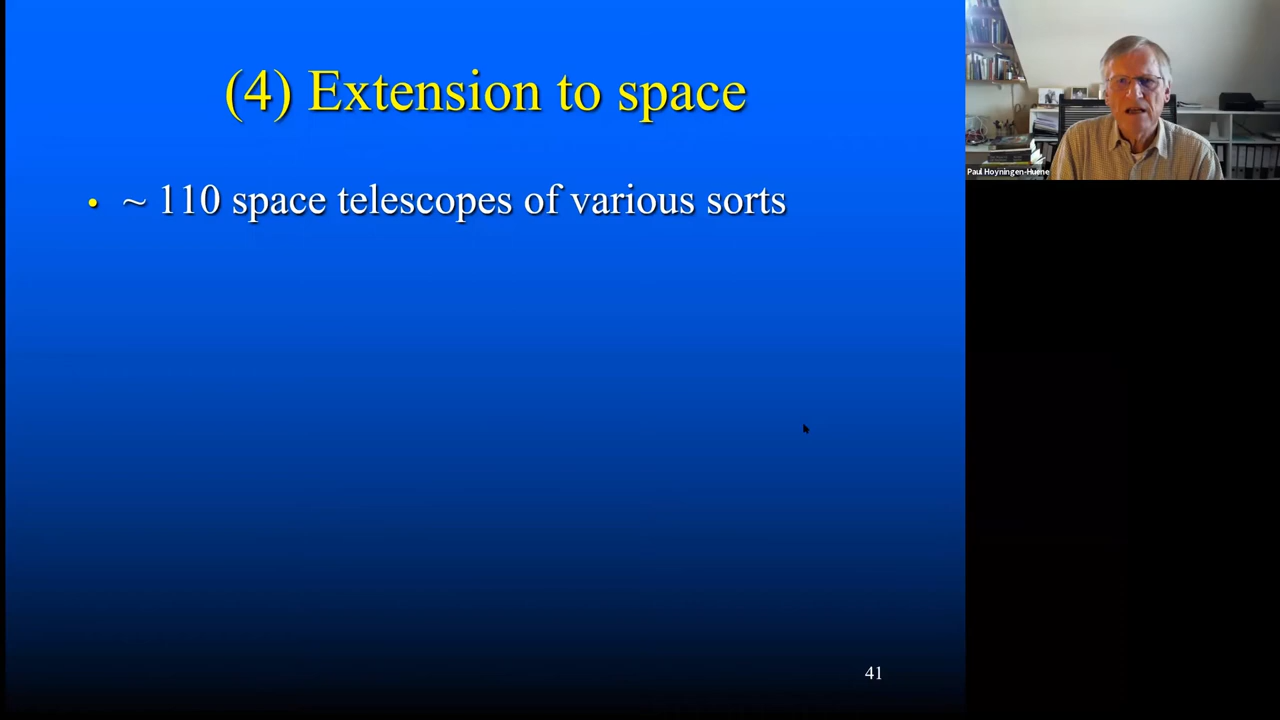 (4) Extension to space
• ~ 110 space telescopes of various sorts
Paul Hoyningen-Huene
41